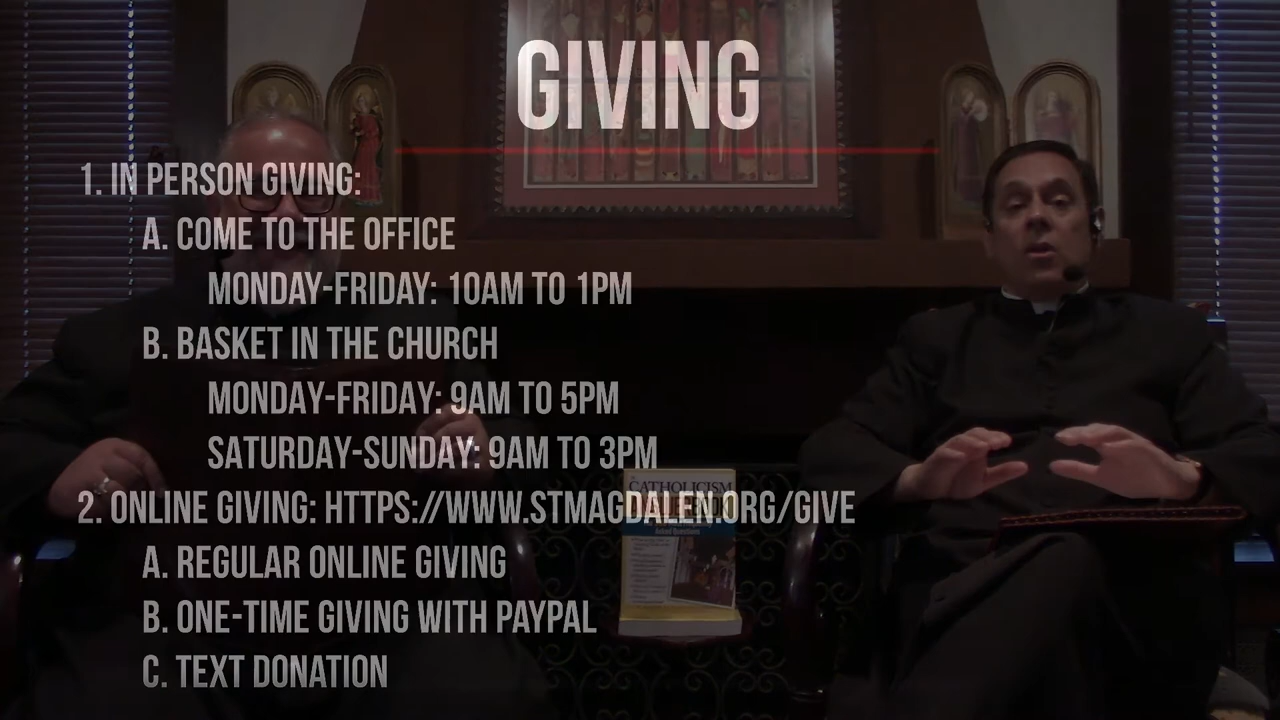 GIVING
1. IN PERSON GIVING:
A. COME TO THE OFFICE
MONDAY-FRIDAY: 10AM TO 1PM
B. BASKET IN THE CHURCH
MONDAY-FRIDAY: 9AM TO 5PM
SATURDAY-SUNDAY: 9AM TO 3PM
CATHOLICISM
2. ONLINE GIVING: HTTPS://WWW.STMAGDALEN.ORG/GIVE
A. REGULAR ONLINE GIVING
B. ONE-TIME GIVING WITH PAYPAL
C. TEXT DONATION